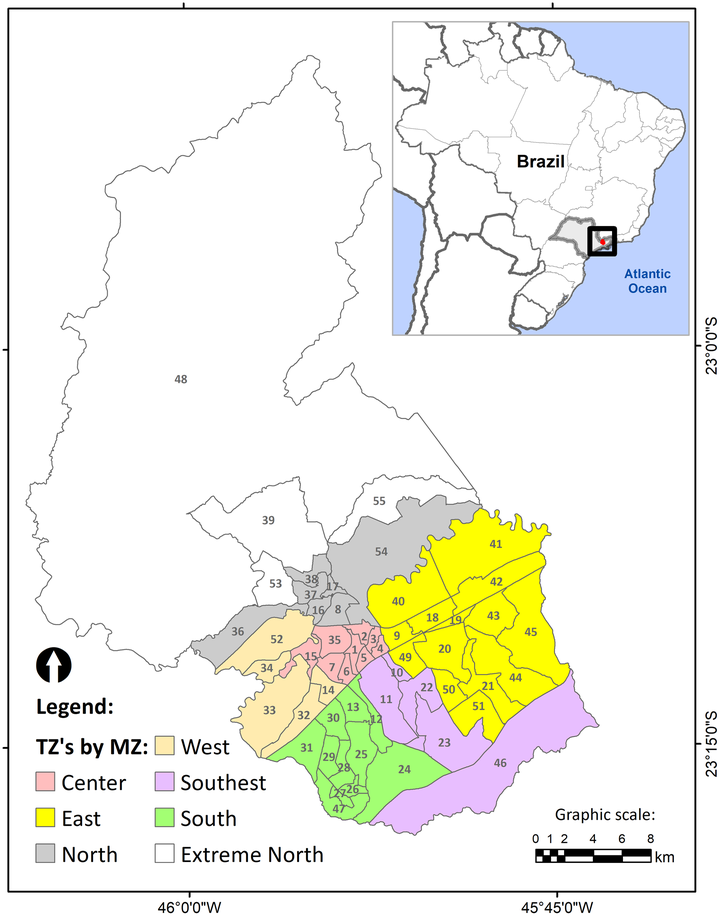 Brazil
Atlantic
Ocean
23°0'0"S
48
55
39
54
41
53
38
17
37
16
8
42
40
36
52
35
2
3
4
1
5
9
18
19
43
45
15
7
6
49
20
34
10
14
22
50
21
44
33
32
13
11
12
51
30
31
29
28
25
23
24
46
27
26
47
23°15'0"S
Legend:
TZ's by MZ:
West
Center
Southest
East
South
North
Extreme North
Graphic scale:
0 1 2 4 6 8
km
46°0'0"W
45°45'0"W